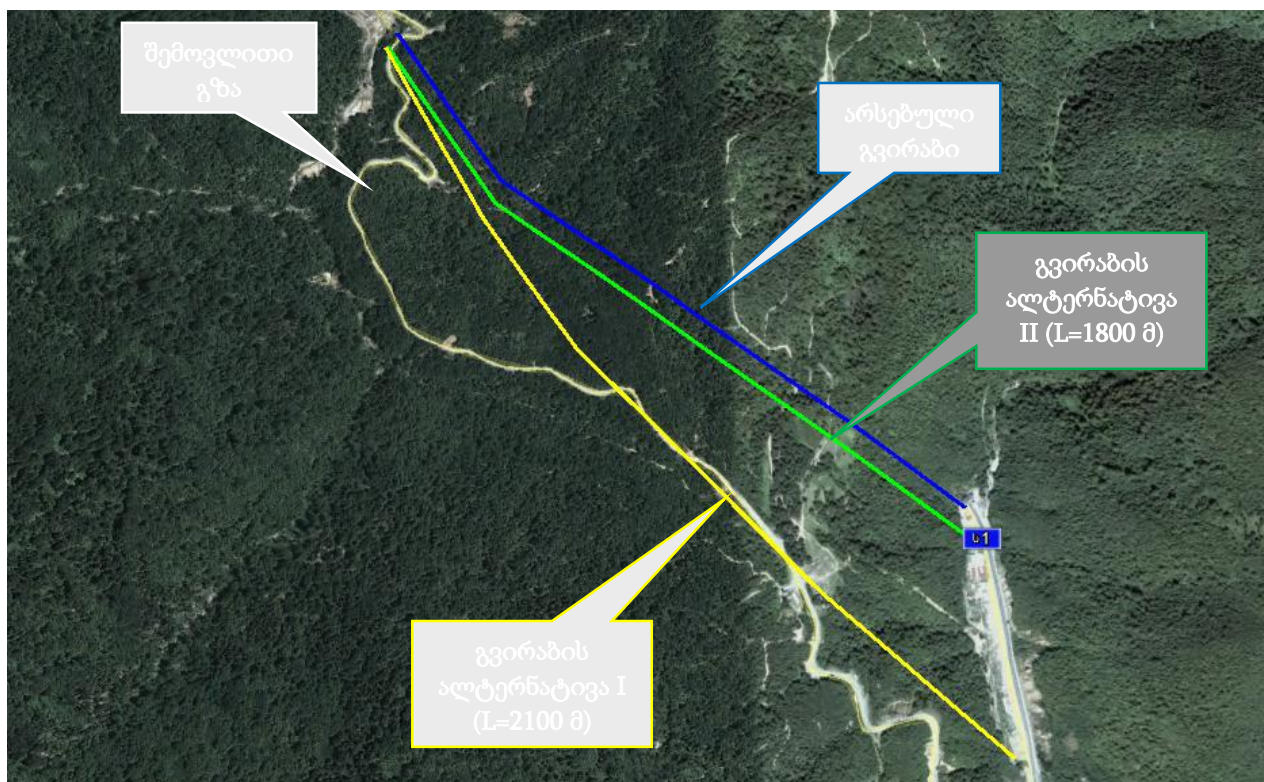 შემოვლითი
გზა
არსებული
გვირაბი
გვირაბის
ალტერნატივა
II (L=1800 მ)
ს1
გვირაბის
ალტერნატივა I
(L=2100 მ)